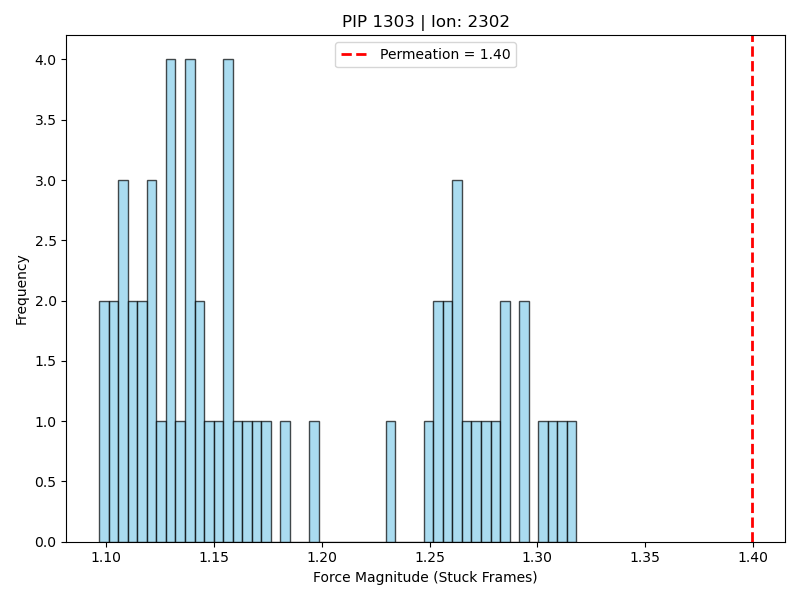 PIP 1303 | Ion: 2302
Permeation = 1.40
Frequency
4.0
3.5
3.0
2.5
2.0
1.5
1.0
0.5
0.0
1.10 1.15 1.20 1.25 1.30 1.35 1.40
Force Magnitude (Stuck Frames)